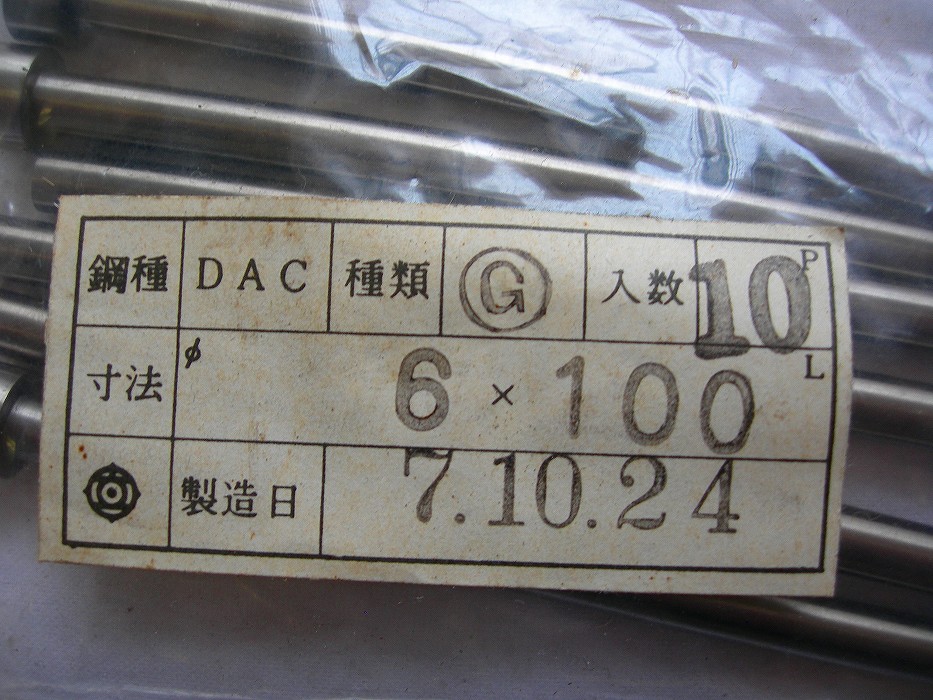 鋼種 DAC 種類 Ⓖ 入数 10 P
寸法 φ 6 × 100 L
製造日 7.10.24